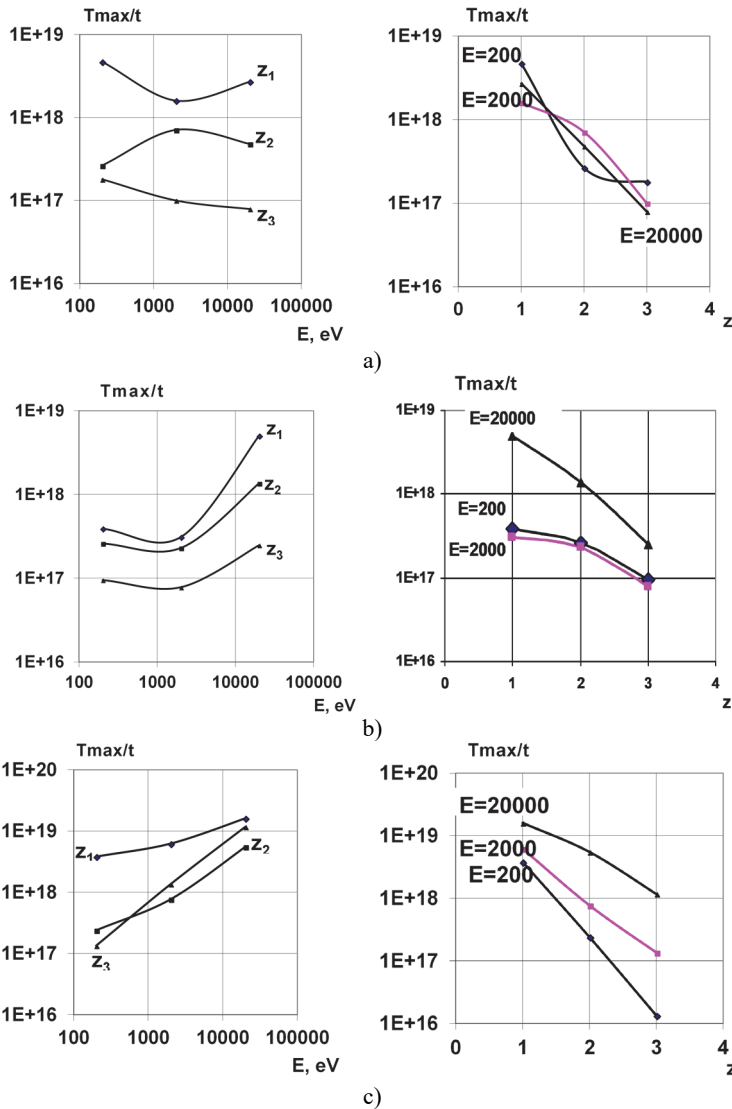 Tmax/t
1E+19
1E+18
1E+17
1E+16
100 1000 10000 100000
E, eV
z1
z2
z3
Tmax/t
1E+19
1E+18
1E+17
1E+16
0 1 2 3 4
z
E=200
E=2000
E=20000
a)
Tmax/t
1E+19
1E+18
1E+17
1E+16
100 1000 10000 100000
E, eV
z1
z2
z3
Tmax/t
1E+19
1E+18
1E+17
1E+16
0 1 2 3 4
z
E=20000
E=200
E=2000
b)
Tmax/t
1E+20
1E+19
1E+18
1E+17
1E+16
100 1000 10000 100000
E, eV
z1
z2
z3
Tmax/t
1E+20
1E+19
1E+18
1E+17
1E+16
0 1 2 3 4
z
E=20000
E=2000
E=200
c)